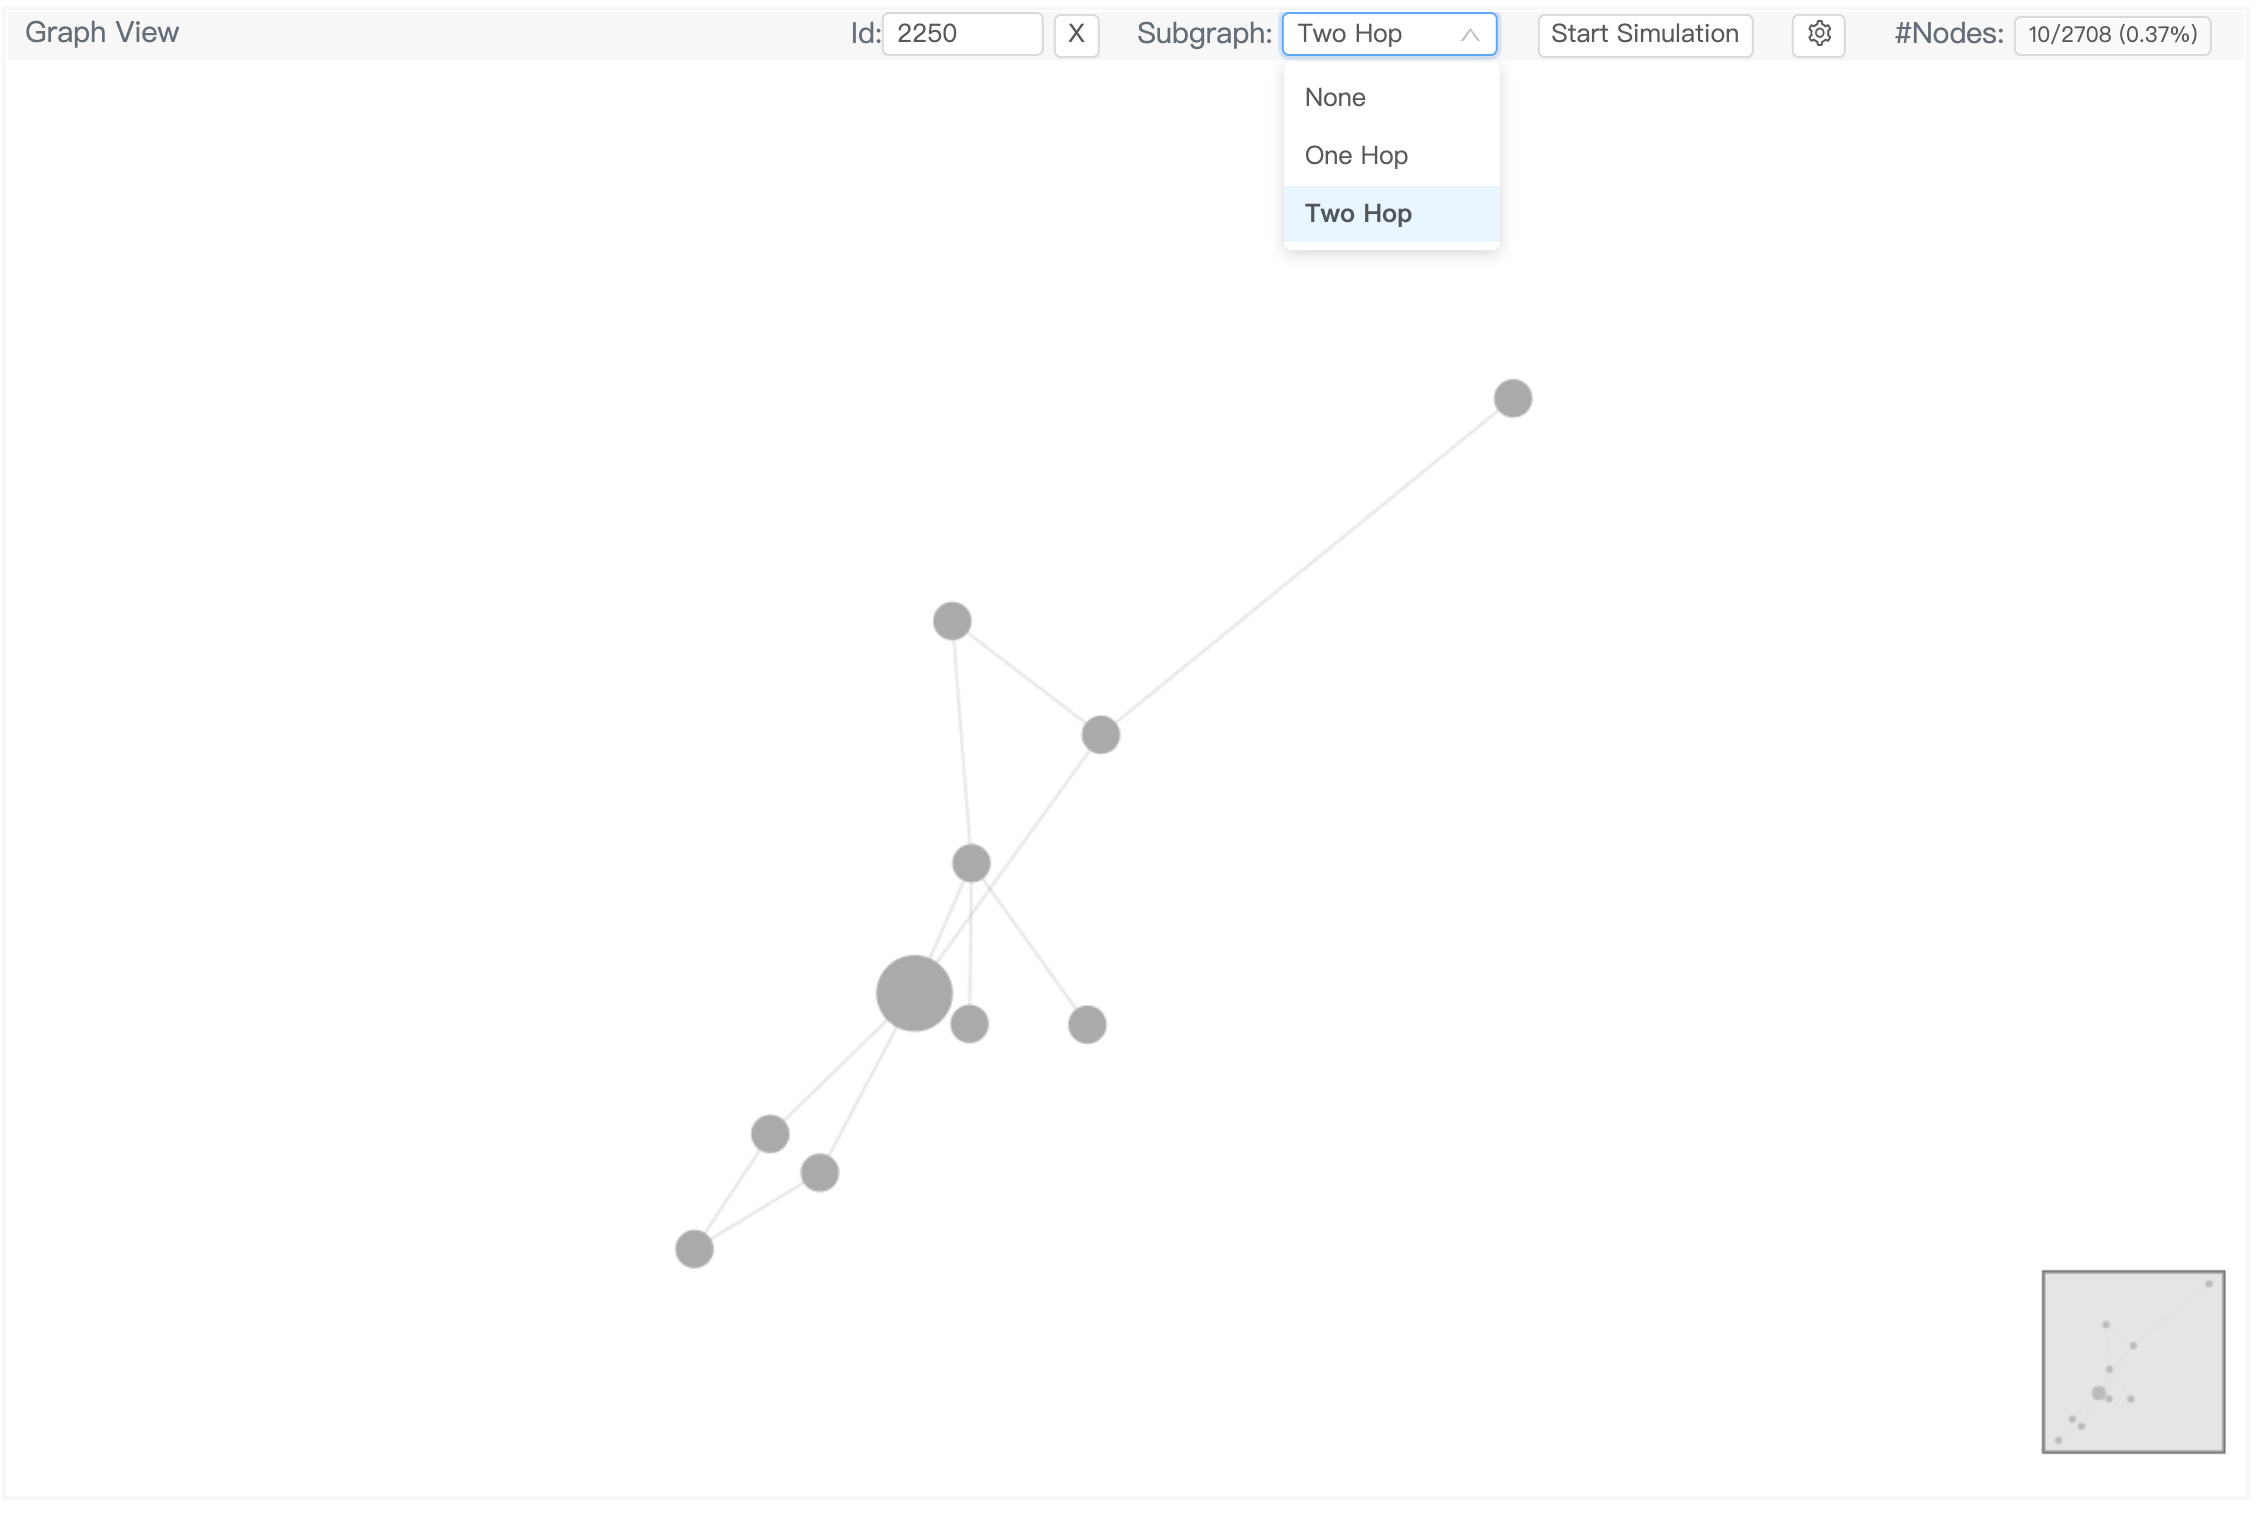 Graph View Id: 2250 X Subgraph: Two Hop Start Simulation #Nodes: 10/2708 (0.37%)
None
One Hop
Two Hop